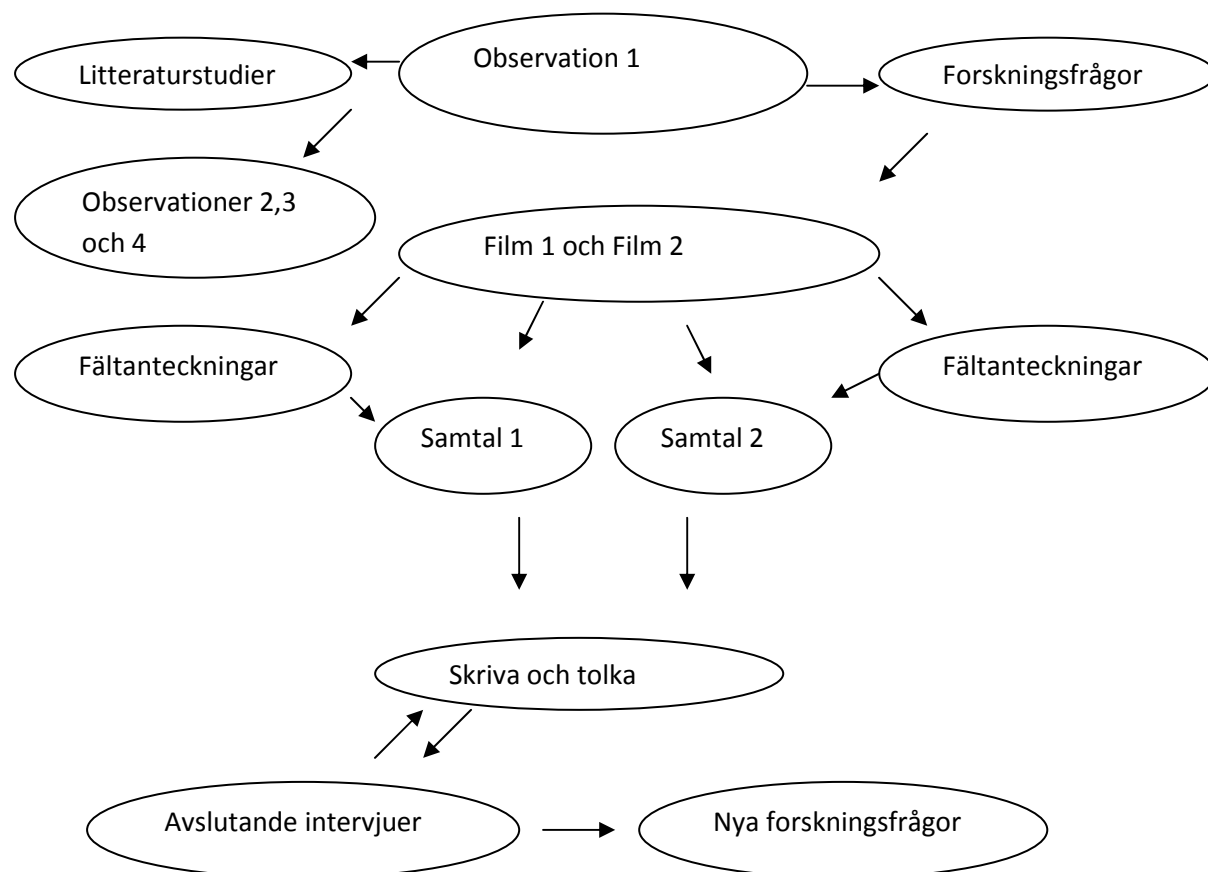 Observation 1
Litteraturstudier
Forskningsfrågor
Observationer 2,3
och 4
Film 1 och Film 2
Fältanteckningar
Fältanteckningar
Samtal 1
Samtal 2
Skriva och tolka
Avslutande intervjuer
Nya forskningsfrågor